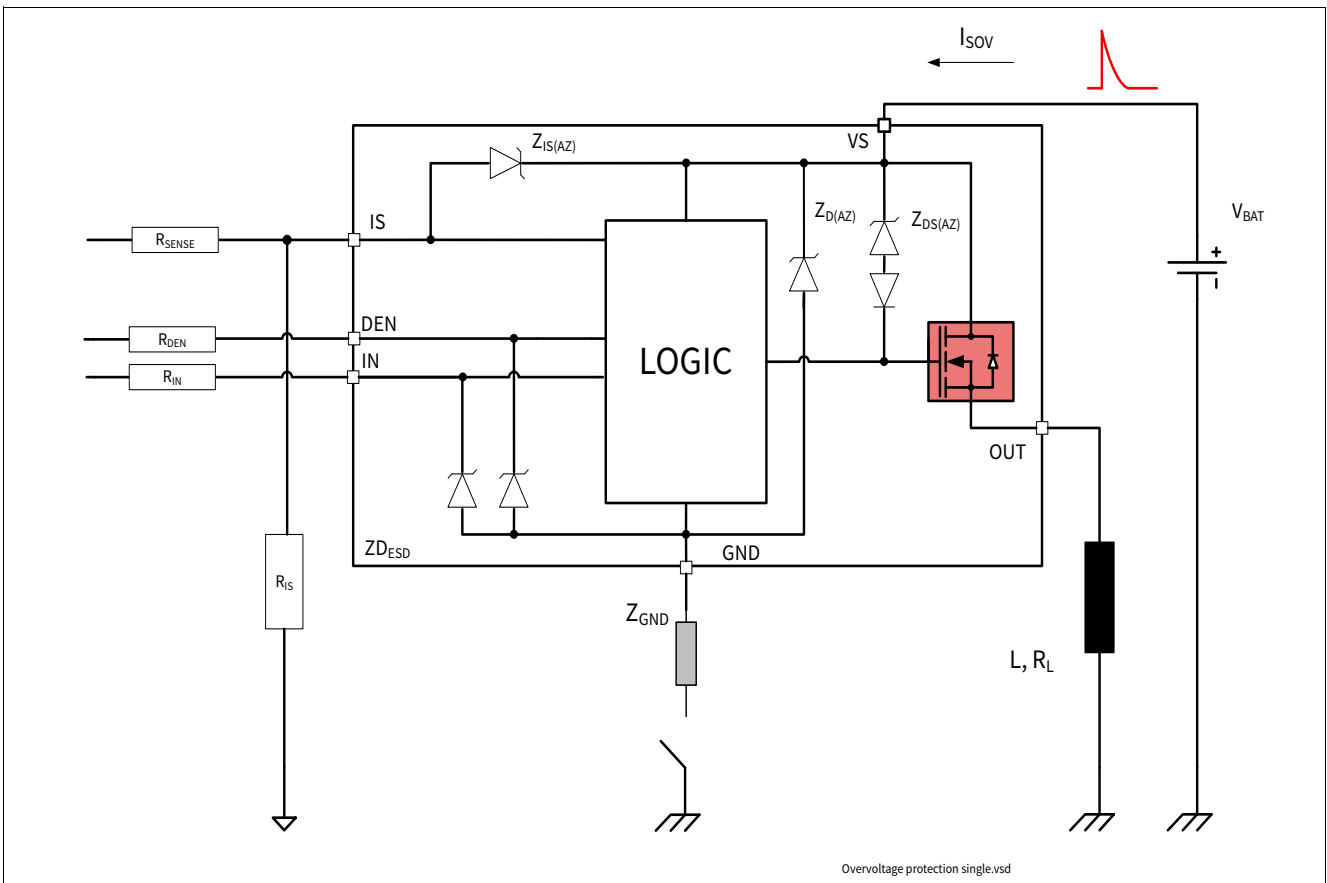 I_SOV
VS
Z_IS(AZ)
Z_D(AZ)
Z_DS(AZ)
V_BAT
IS
R_SENSE
+
-
DEN
R_DEN
IN
R_IN
LOGIC
OUT
ZD_ESD
GND
R_IS
Z_GND
L, R_L
Overvoltage protection single.vsd